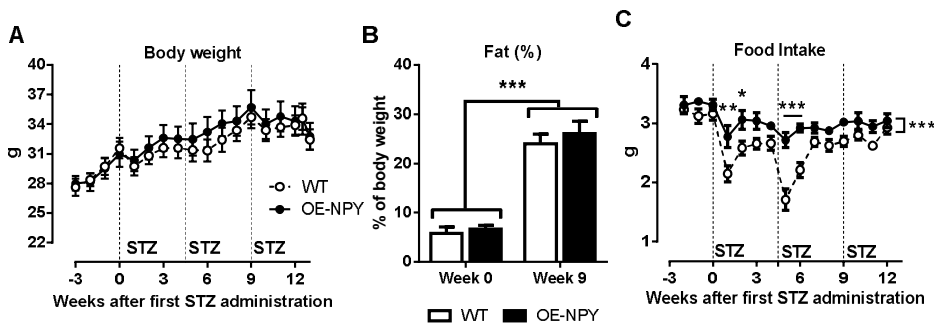 A
Body weight
40
37
34
31
28
25
22
g
WT
OE-NPY
STZ
STZ
STZ
-3
0
3
6
9
12
Weeks after first STZ administration
B
Fat (%)
40
30
20
10
0
% of body weight
***
Week 0
Week 9
WT
OE-NPY
C
Food Intake
4
3
2
1
g
**
*
***
***
STZ
STZ
STZ
-3
0
3
6
9
12
Weeks after first STZ administration